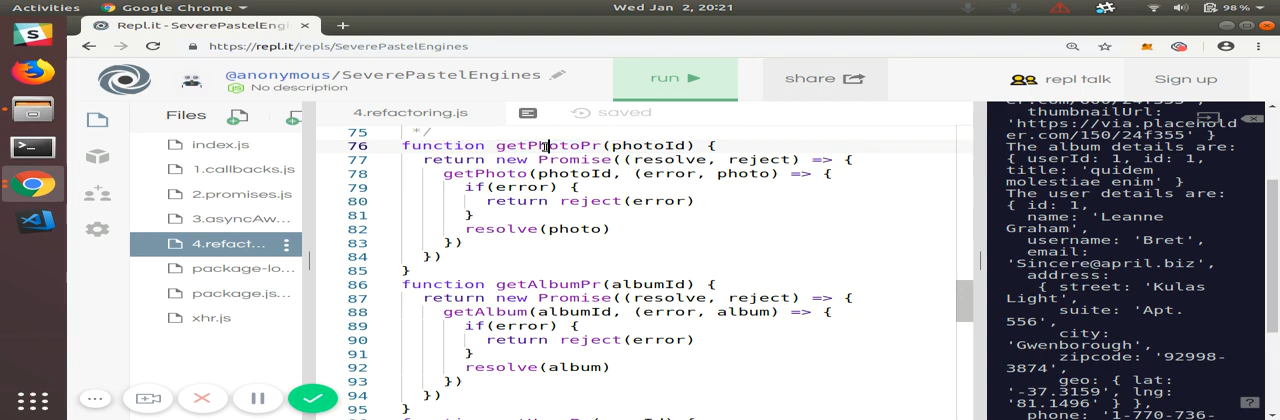 Activities Google Chrome Wed Jan 2, 20:21 98 %
Repl.it - SeverePastelEngin
https://repl.it/repls/SeverePastelEngines
@anonymous/SeverePastelEngines
No description
run
share
repl talk
Sign up
Files
index.js
1.callbacks.js
2.promises.js
3.asyncAw...
4.refact...
package-lo...
package.js...
xhr.js
4.refactoring.js
saved
75 */
76 function getPhotoPr(photoId) {
77 return new Promise((resolve, reject) => {
78 getPhoto(photoId, (error, photo) => {
79 if(error) {
80 return reject(error)
81 }
82 resolve(photo)
83 })
84 })
85 }
86 function getAlbumPr(albumId) {
87 return new Promise((resolve, reject) => {
88 getAlbum(albumId, (error, album) => {
89 if(error) {
90 return reject(error)
91 }
92 resolve(album)
93 })
94 })
95 }
thumbnailUrl:
'https://via.placehold
er.com/150/24f355' }
The album details are:
{ userId: 1, id: 1,
title: 'quidem
molestiae enim' }
The user details are:
{ id: 1,
name: 'Leanne
Graham',
username: 'Bret',
email:
'Sincere@april.biz',
address:
{ street: 'Kulas
Light',
suite: 'Apt.
556',
city:
'Gwenborough',
zipcode: '92998-
3874',
geo: { lat:
'-37.3159', lng:
'81.1496' } },
phone: '1-770-736-